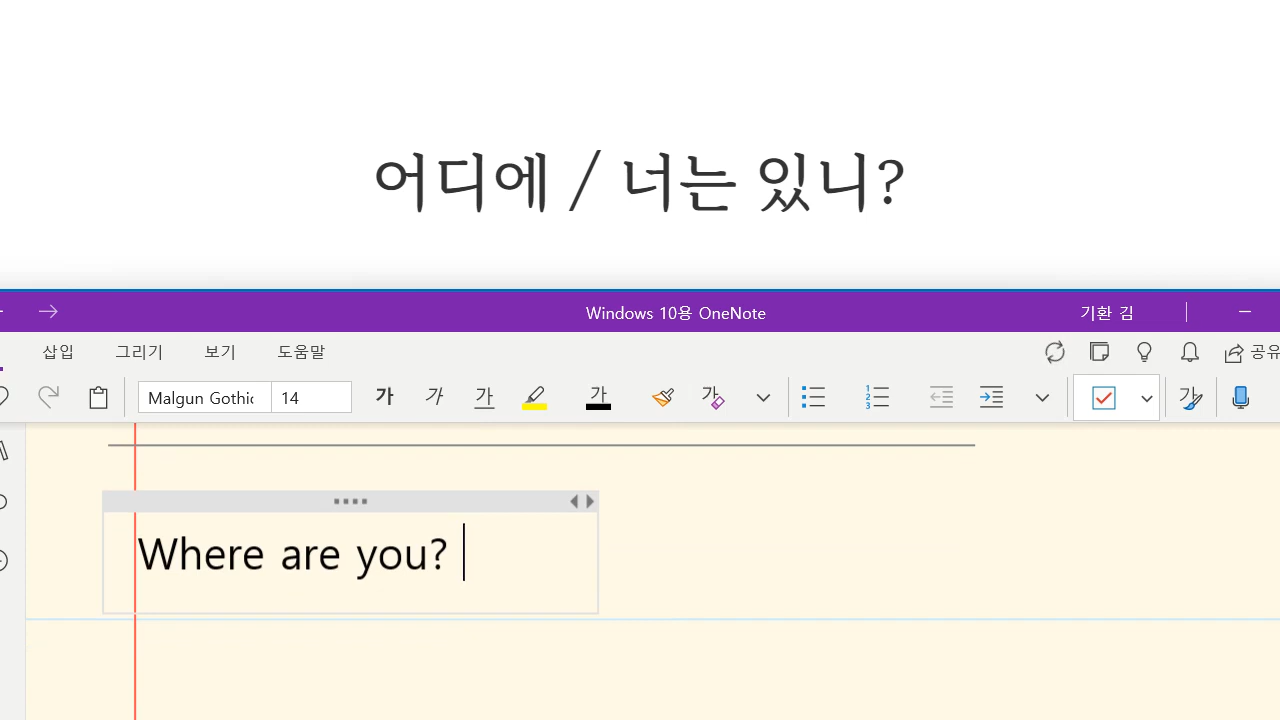 어디에 / 너는 있니?
Windows 10용 OneNote
기환 김
삽입 그리기 보기 도움말
공유
Malgun Gothic 14 가 가 가 가 가 가
Where are you?